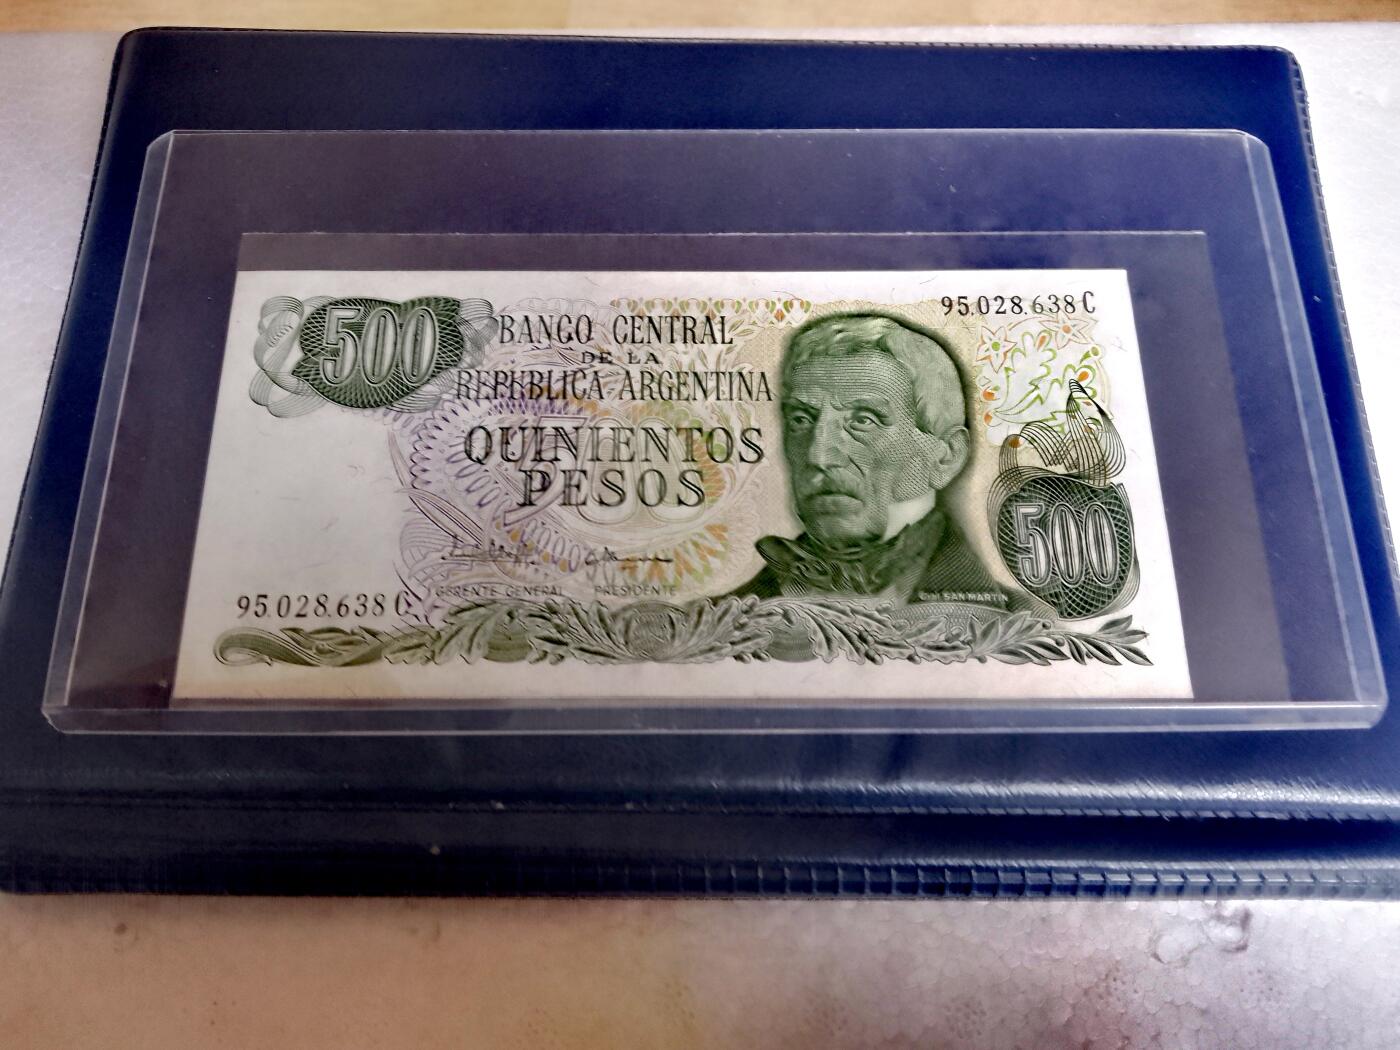 500
BANCO CENTRAL
DE LA
REPUBLICA ARGENTINA
QUINIENTOS
PESOS
95.028.638 C
GERENTE GENERAL PRESIDENTE
95.028.638 C
GRAL SAN MARTIN
500